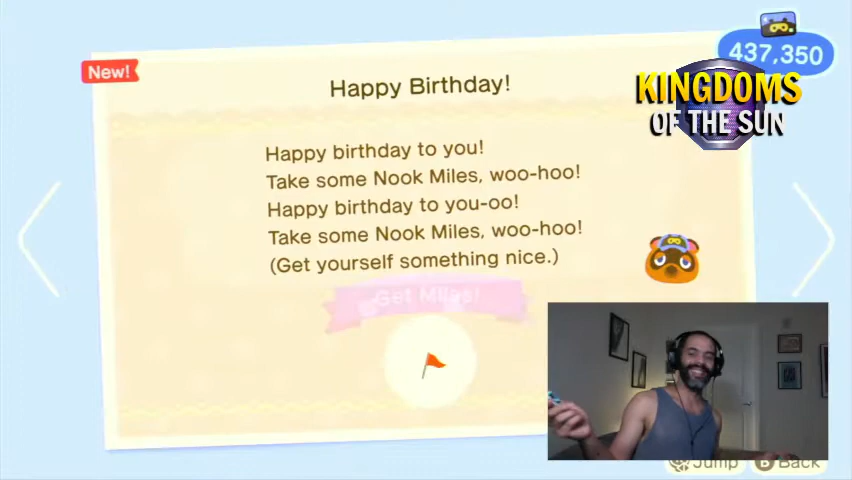 437,350
New!
Happy Birthday!
KINGDOMS
OF THE SUN
Happy birthday to you!
Take some Nook Miles, woo-hoo!
Happy birthday to you-oo!
Take some Nook Miles, woo-hoo!
(Get yourself something nice.)
Get Miles!
Jump B Back